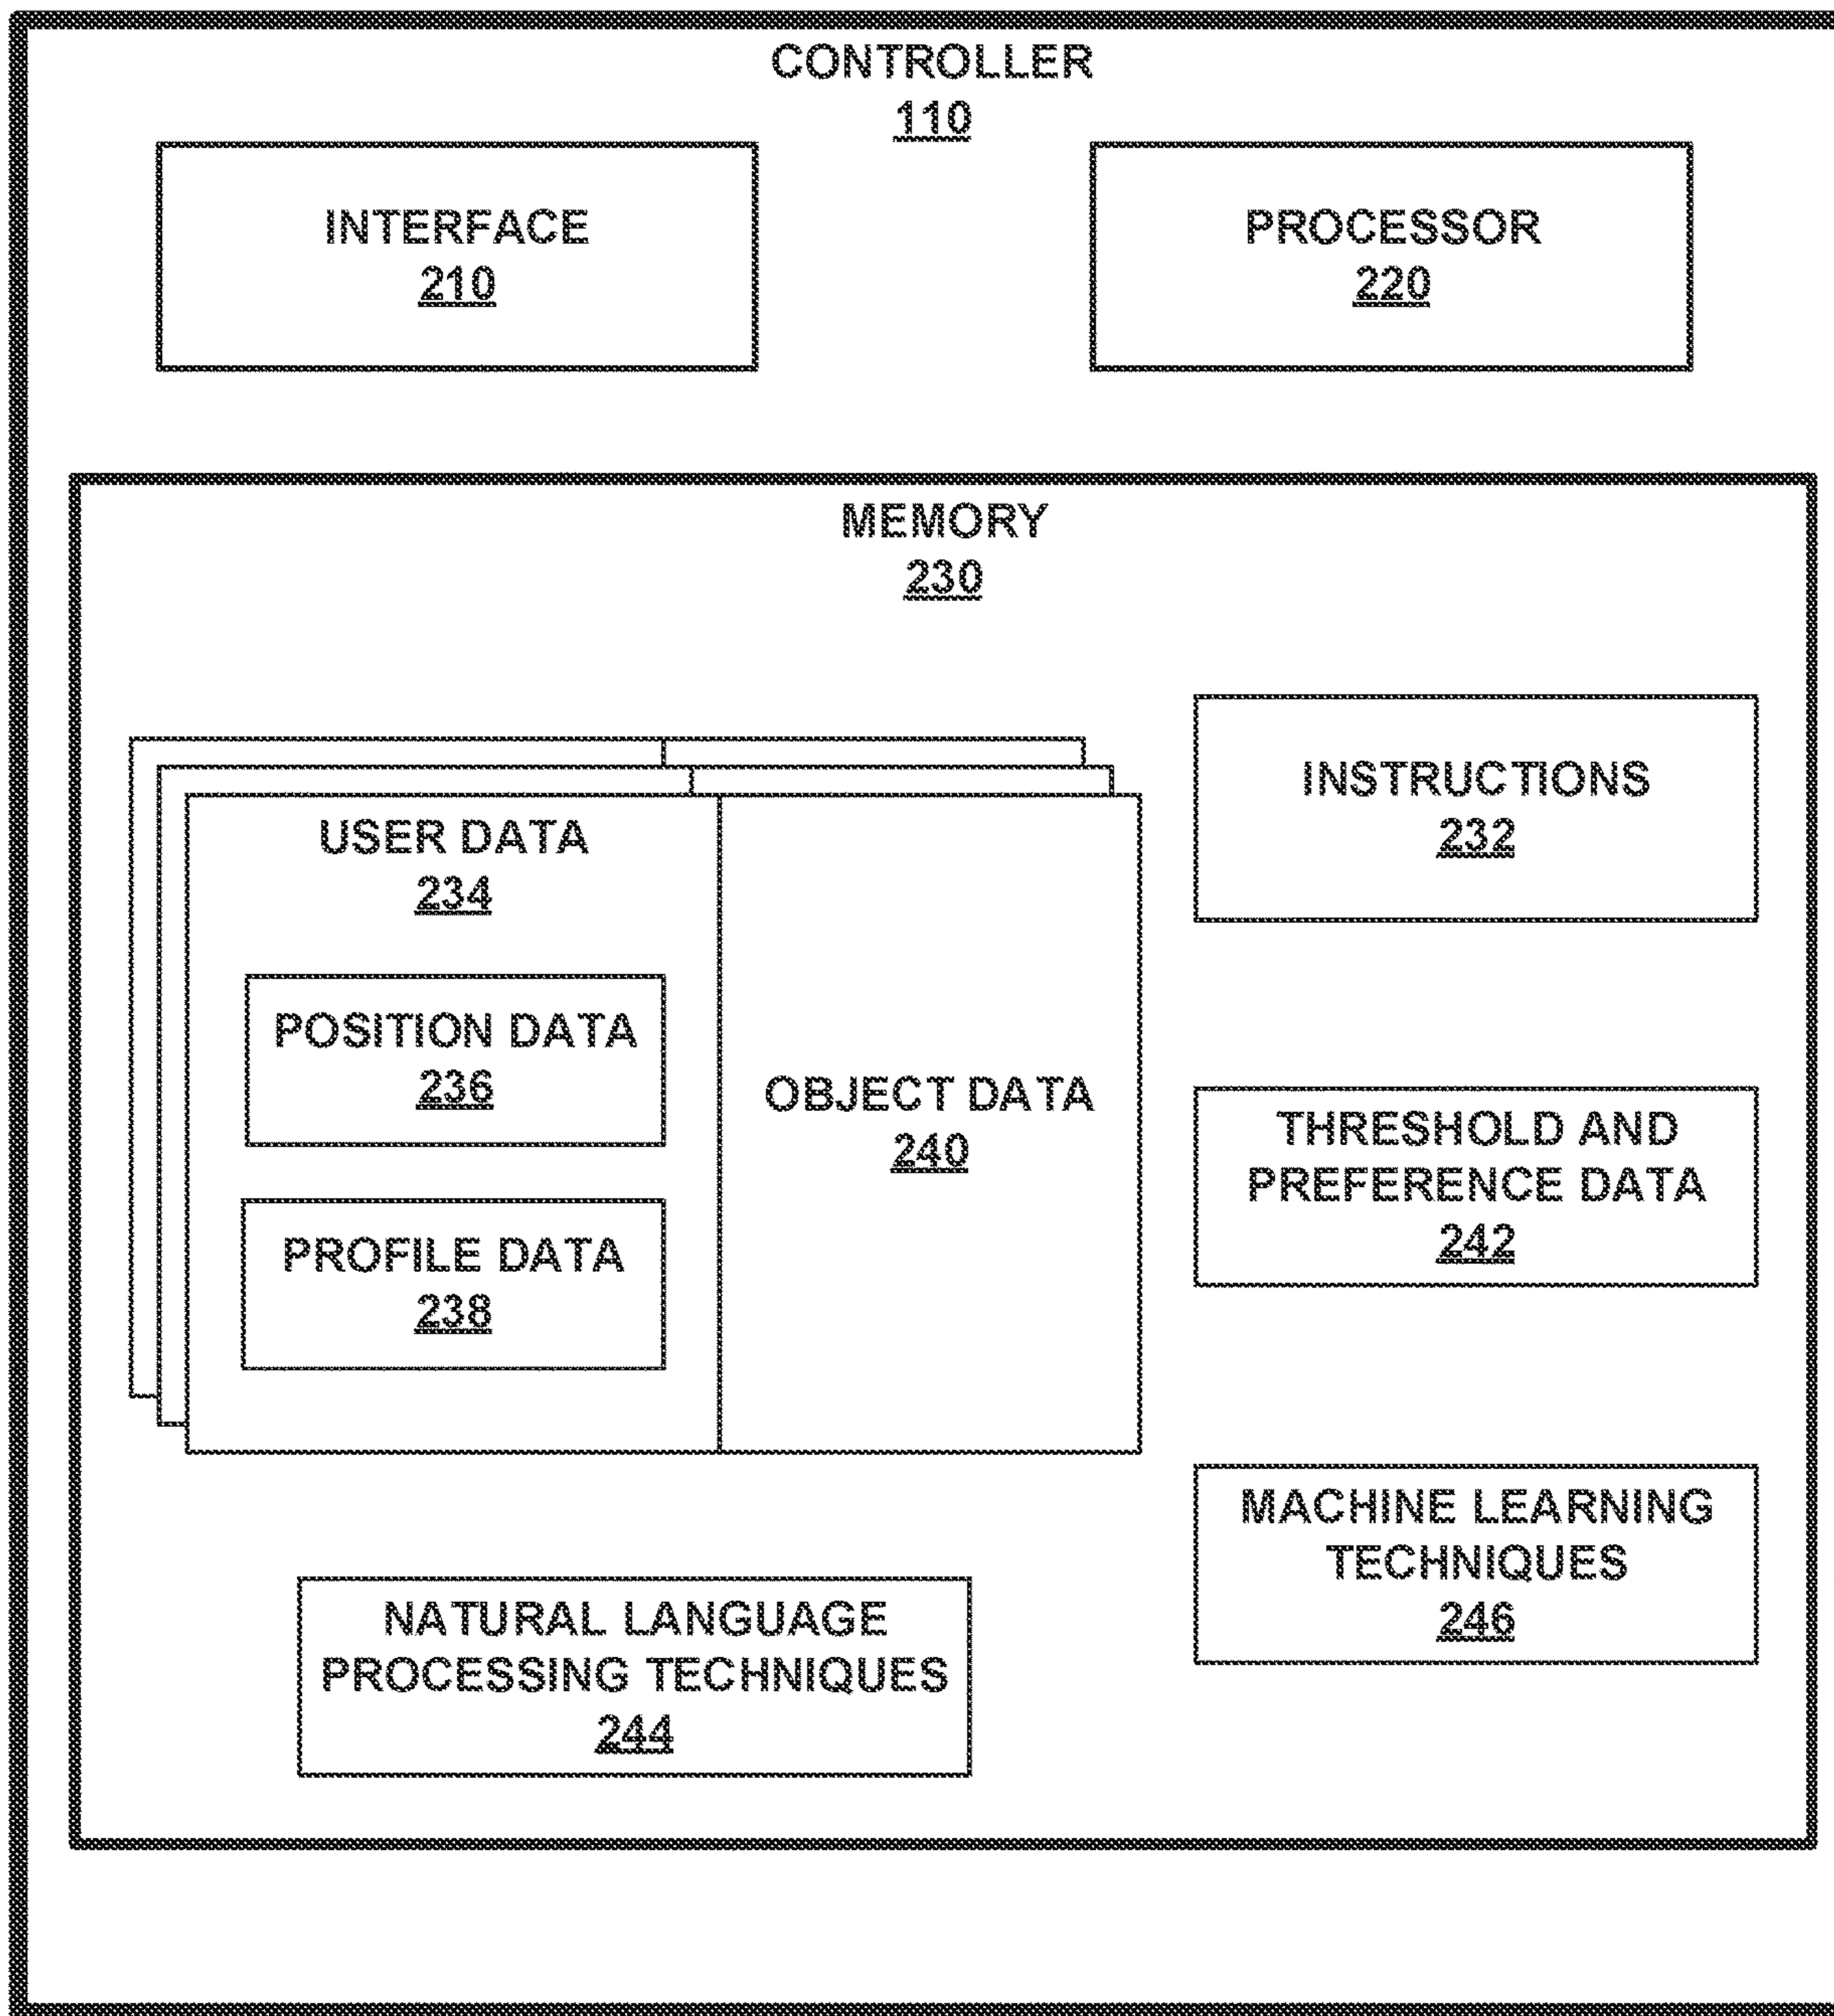 CONTROLLER
110
INTERFACE
210
PROCESSOR
220
MEMORY
230
USER DATA
234
POSITION DATA
236
PROFILE DATA
238
OBJECT DATA
240
INSTRUCTIONS
232
THRESHOLD AND
PREFERENCE DATA
242
MACHINE LEARNING
TECHNIQUES
246
NATURAL LANGUAGE
PROCESSING TECHNIQUES
244